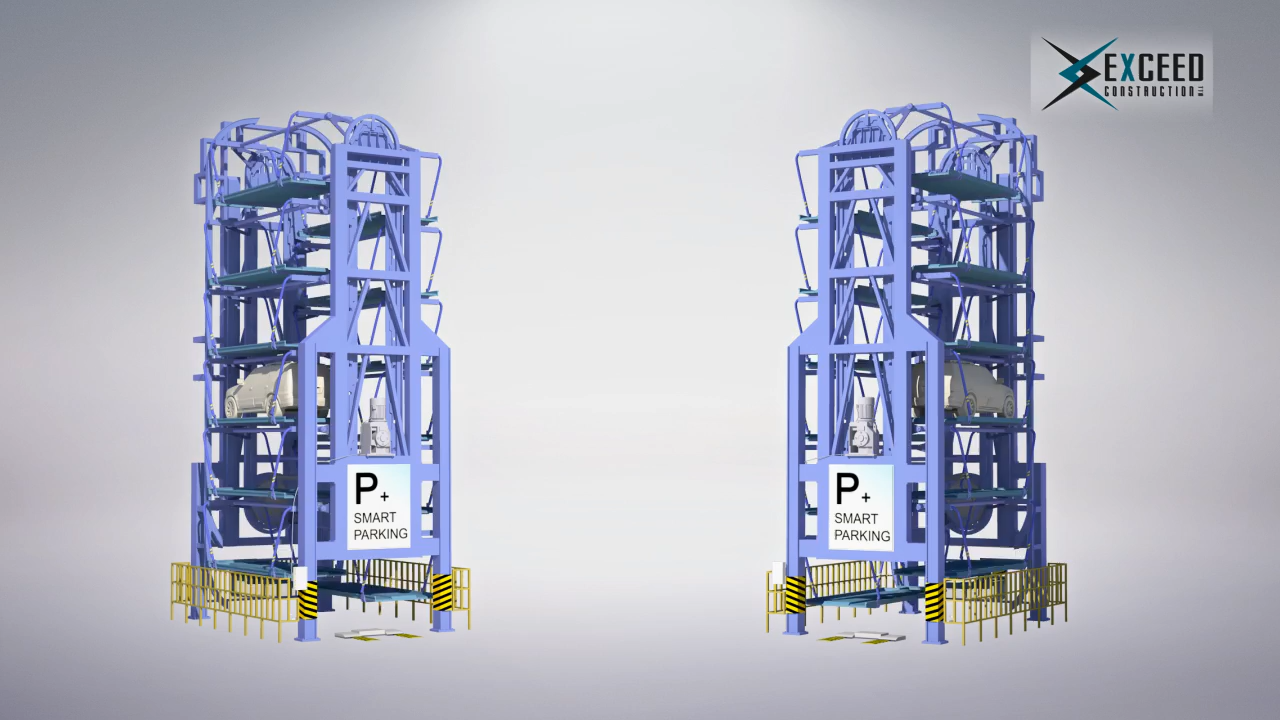 EXCEED
CONSTRUCTION
P+
SMART
PARKING
P+
SMART
PARKING